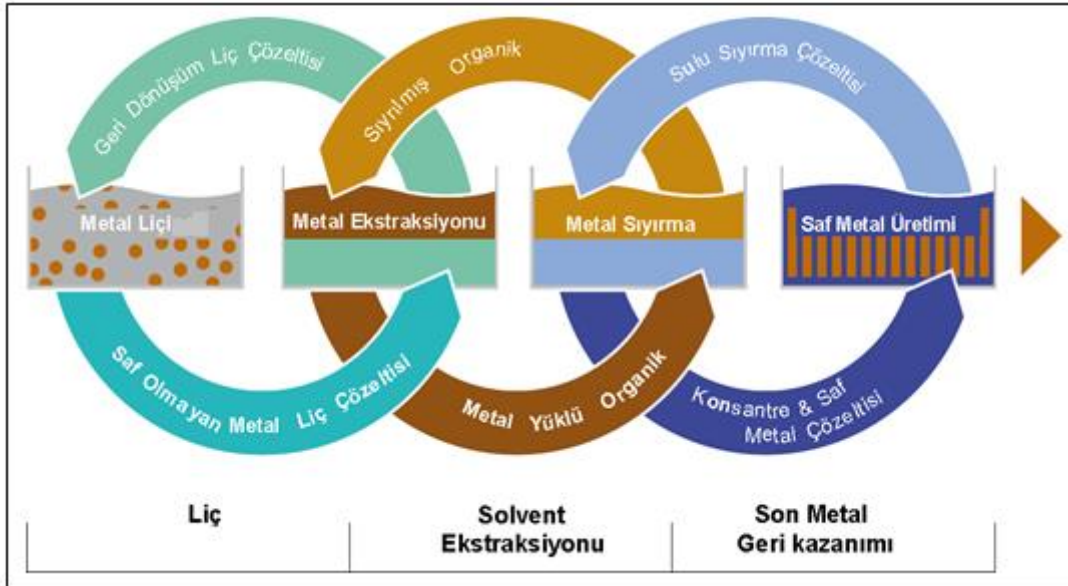 Geri Dönüşüm Liç Çözeltisi
Sıyrılmış Organik
Sulu Sıyırma Çözeltisi
Metal Liçi
Metal Ekstraksiyonu
Metal Sıyırma
Saf Metal Üretimi
Saf Olmayan Metal Liç Çözeltisi
Metal Yüklü Organik
Konsantre & Saf
Metal Çözeltisi
Liç
Solvent
Ekstraksiyonu
Son Metal
Geri kazanımı